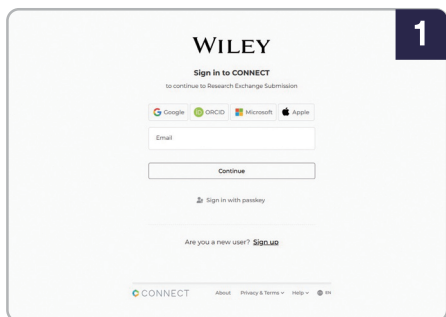 1
WILEY
Sign in to CONNECT
to continue to Research Exchange Submission
Google ORCID Microsoft Apple
Email
Continue
Sign in with passkey
Are you a new user? Sign up
CONNECT About Privacy & Terms Help EN